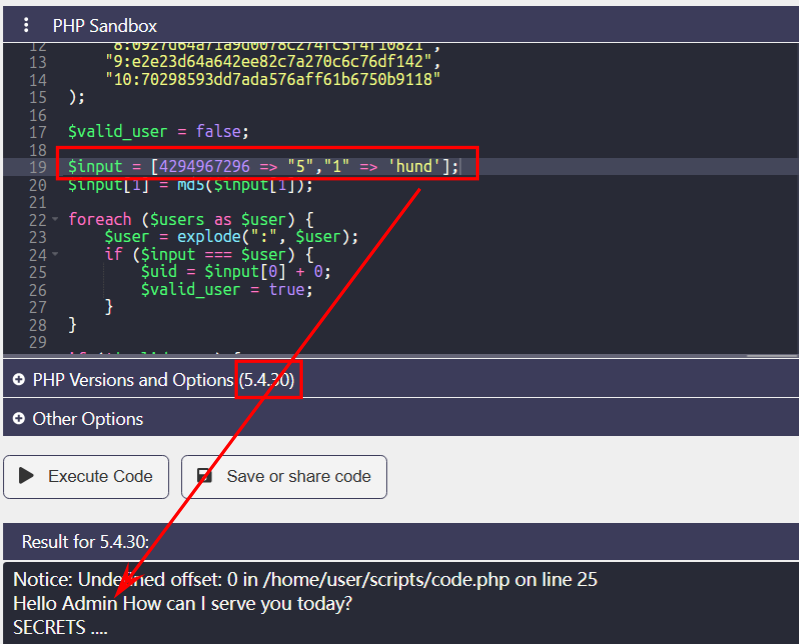 PHP Sandbox
12 "8:0927d64a71a9d0078c274fc5f4f10821",
13 "9:e2e23d64a642ee82c7a270c6c76df142",
14 "10:70298593dd7ada576aff61b6750b9118"
15 );
16
17 $valid_user = false;
18
19 $input = [4294967296 => "5","1" => 'hund'];
20 $input[1] = md5($input[1]);
21
22 foreach ($users as $user) {
23 $user = explode(":", $user);
24 if ($input === $user) {
25 $uid = $input[0] + 0;
26 $valid_user = true;
27 }
28 }
29
PHP Versions and Options (5.4.30)
Other Options
Execute Code
Save or share code
Result for 5.4.30:
Notice: Undefined offset: 0 in /home/user/scripts/code.php on line 25
Hello Admin How can I serve you today?
SECRETS ....